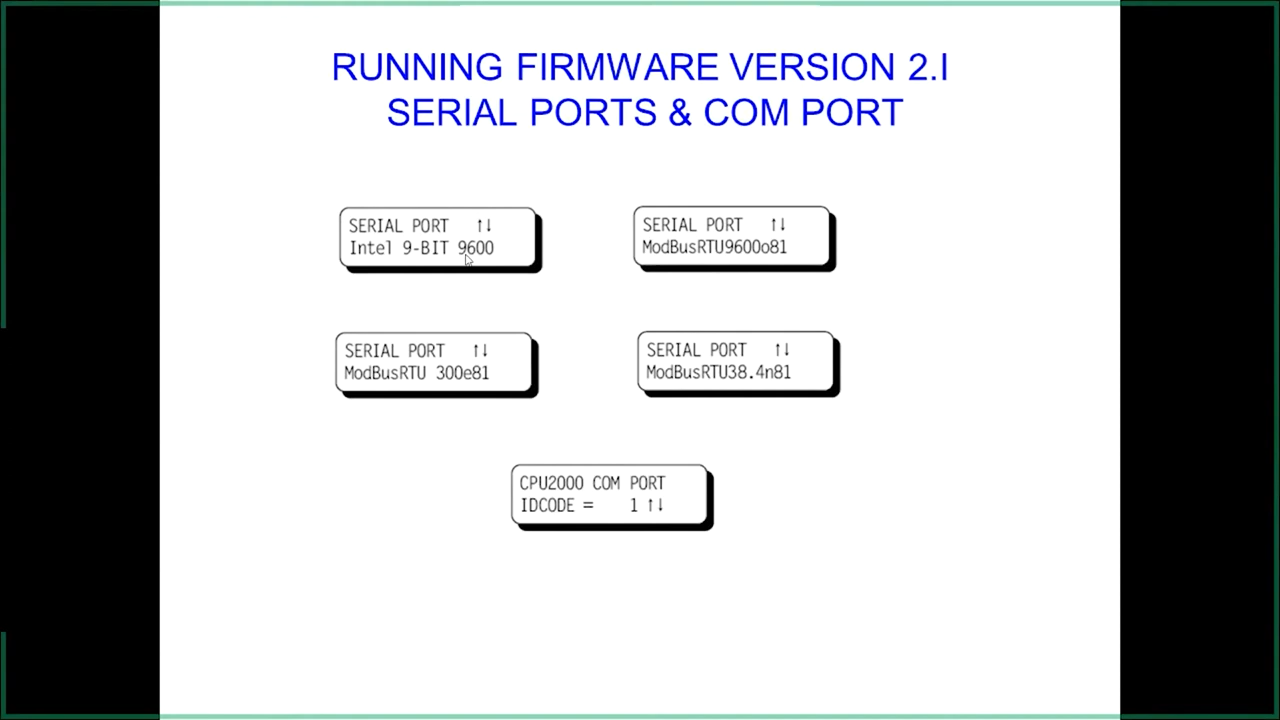 RUNNING FIRMWARE VERSION 2.I
SERIAL PORTS & COM PORT
SERIAL PORT ↑↓
Intel 9-BIT 9600
SERIAL PORT ↑↓
ModBusRTU9600o81
SERIAL PORT ↑↓
ModBusRTU 300e81
SERIAL PORT ↑↓
ModBusRTU38.4n81
CPU2000 COM PORT
IDCODE = 1 ↑↓